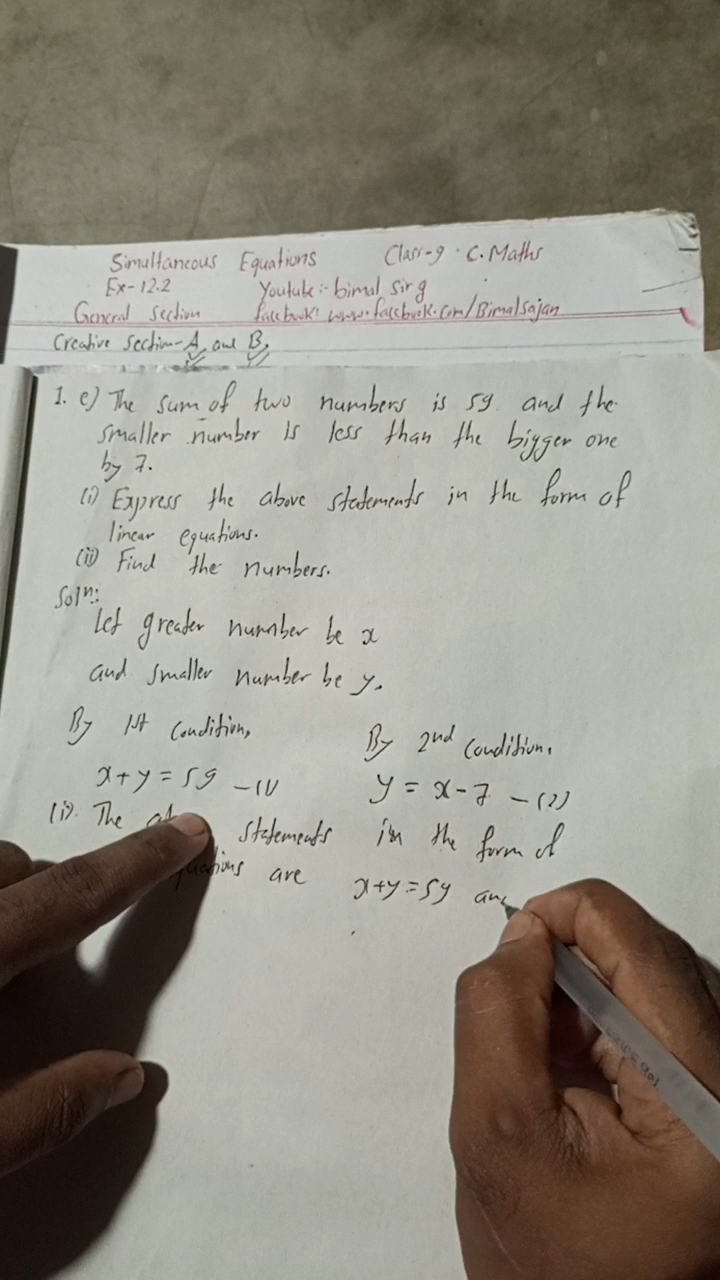 Simultaneous Equations Class-9. C. Maths
Ex-12.2 Youtube:- bimal sir g
General section facebook: www.facebook.com/Bimalsajan
Creative section-A, and B,
1. e) The sum of two numbers is 59 and the
smaller number is less than the bigger one
by 7.
(i) Express the above statements in the form of
linear equations.
(ii) Find the numbers.
Solⁿ:
Let greater number be x
and smaller number be y.
By 1st condition,
x+y=59 -(1)
By 2nd condition,
y = x-7 -(2)
(i). The statements in the form of
are x+y=59 and